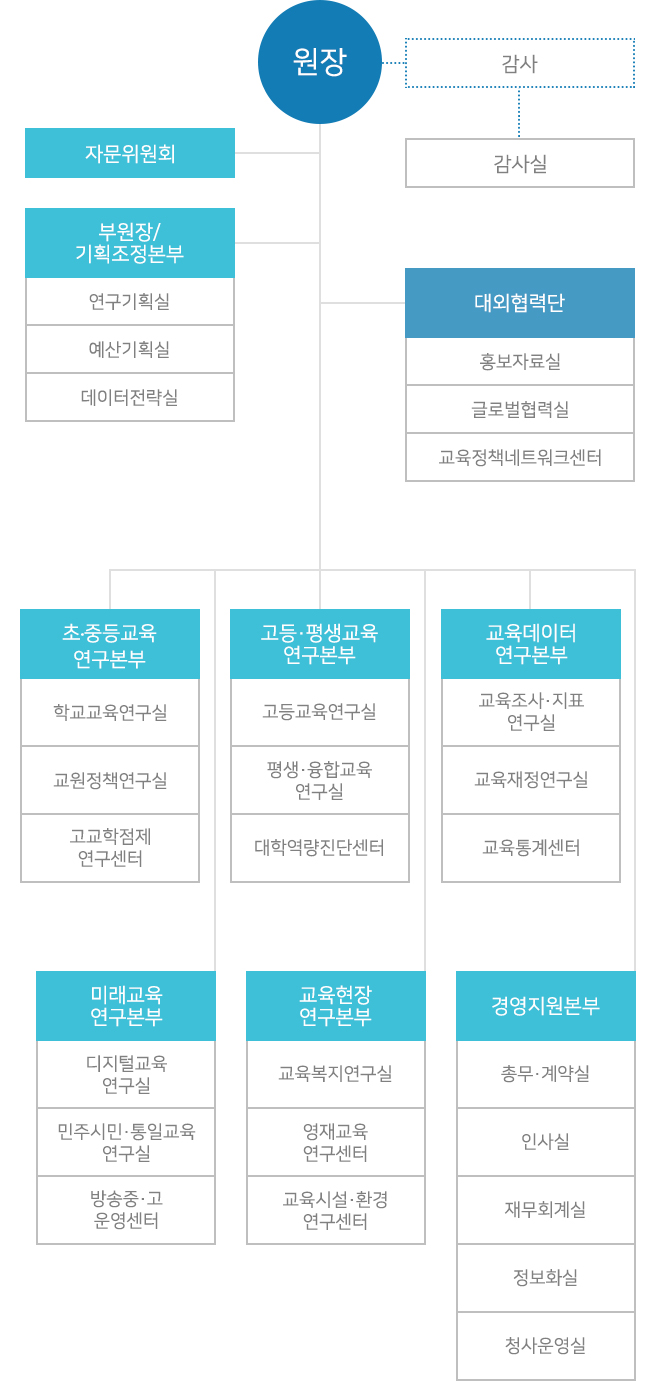 원장
감사
감사실
자문위원회
부원장/
기획조정본부
연구기획실
예산기획실
데이터전략실
대외협력단
홍보자료실
글로벌협력실
교육정책네트워크센터
초·중등교육
연구본부
학교교육연구실
교원정책연구실
고교학점제
연구센터
고등·평생교육
연구본부
고등교육연구실
평생·융합교육
연구실
대학역량진단센터
교육데이터
연구본부
교육조사·지표
연구실
교육재정연구실
교육통계센터
미래교육
연구본부
디지털교육
연구실
민주시민·통일교육
연구실
방송중·고
운영센터
교육현장
연구본부
교육복지연구실
영재교육
연구센터
교육시설·환경
연구센터
경영지원본부
총무·계약실
인사실
재무회계실
정보화실
청사운영실